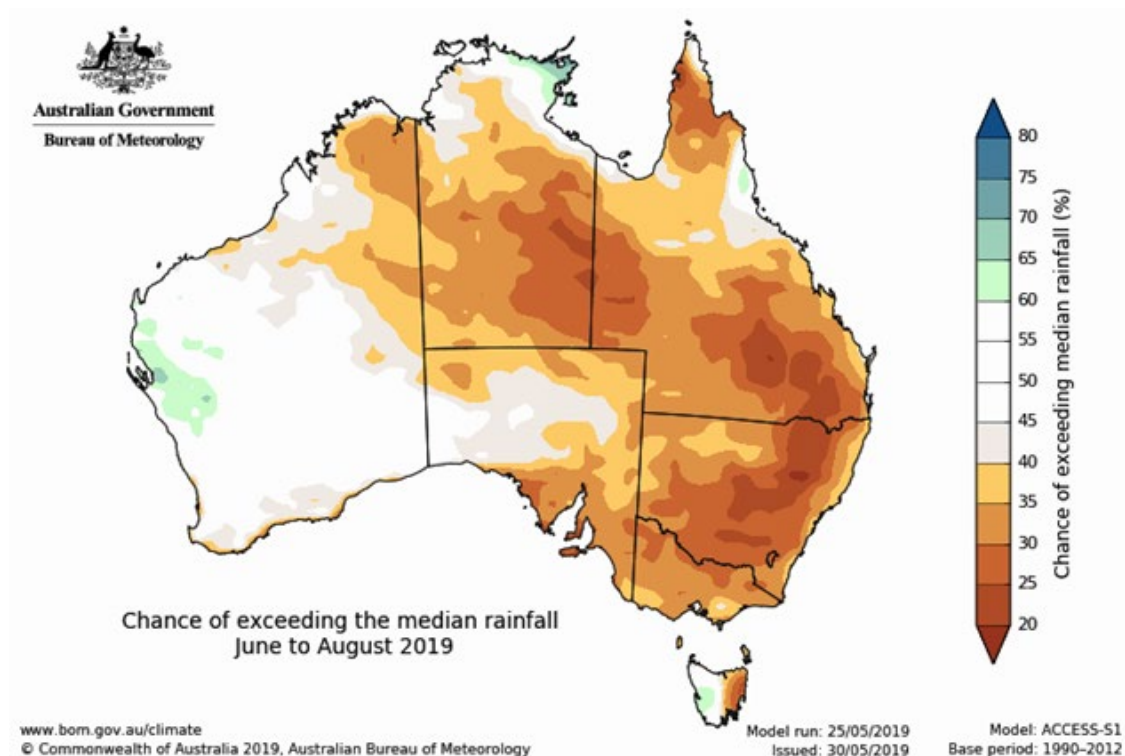 Australian Government
Bureau of Meteorology
80
75
70
65
60
55
50
45
40
35
30
25
20
Chance of exceeding median rainfall (%)
Chance of exceeding the median rainfall
June to August 2019
www.bom.gov.au/climate
© Commonwealth of Australia 2019, Australian Bureau of Meteorology
Model run: 25/05/2019
Issued: 30/05/2019
Model: ACCESS-S1
Base period: 1990–2012